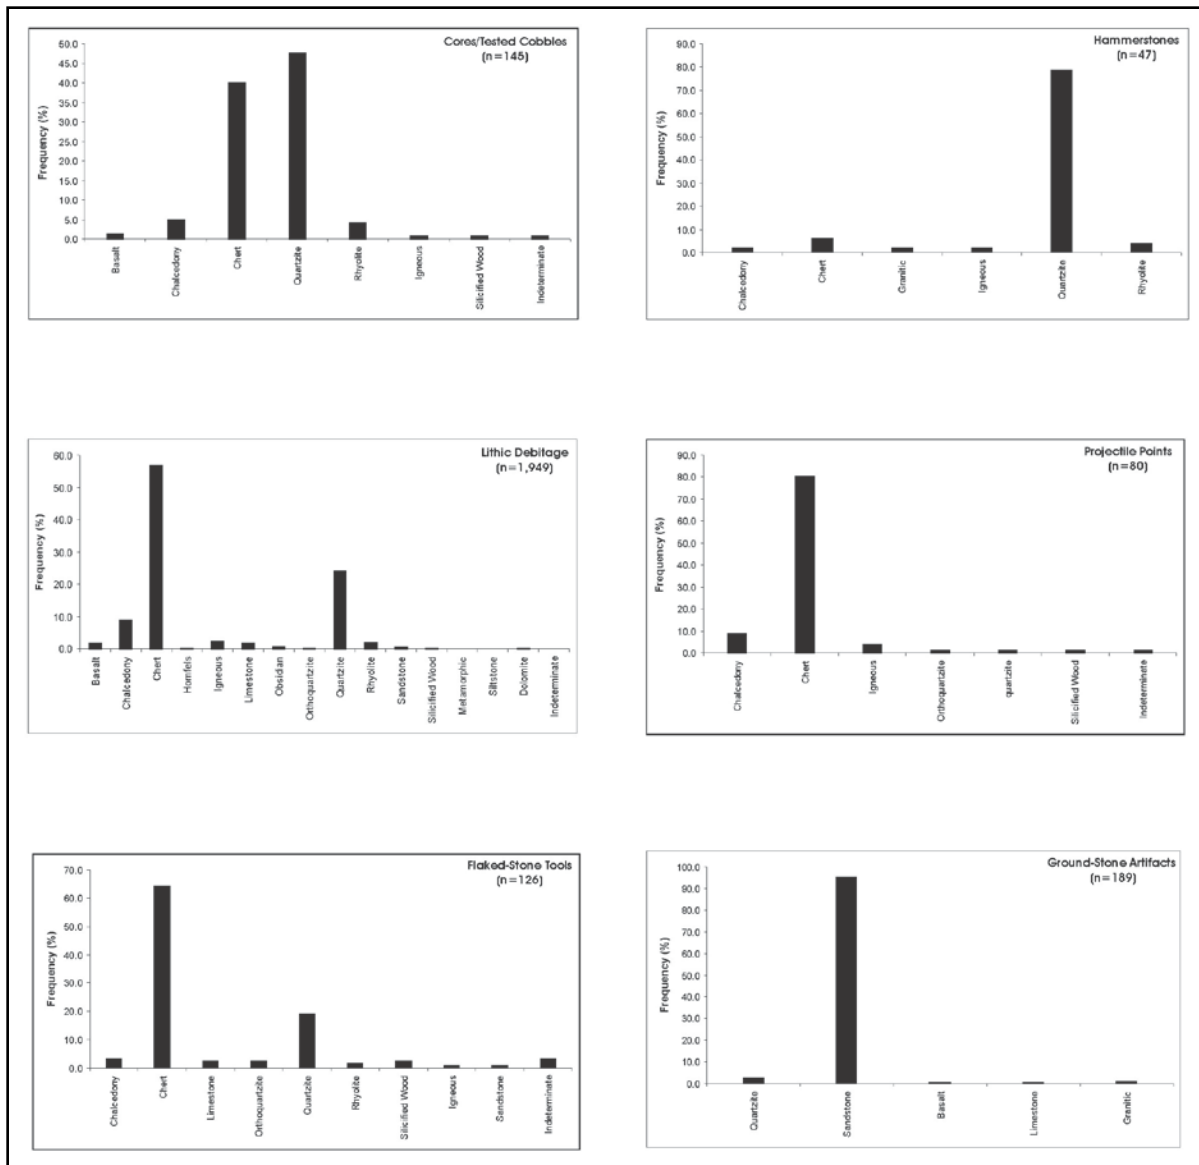 Cores/Tested Cobbles
(n=145)
Frequency (%)
50.0
45.0
40.0
35.0
30.0
25.0
20.0
15.0
10.0
5.0
0.0
Basalt
Chalcedony
Chert
Quartzite
Rhyolite
Igneous
Silicified Wood
Indeterminate
Hammerstones
(n=47)
Frequency (%)
90.0
80.0
70.0
60.0
50.0
40.0
30.0
20.0
10.0
0.0
Chalcedony
Chert
Granitic
Igneous
Quartzite
Rhyolite
Lithic Debitage
(n=1,949)
Frequency (%)
60.0
50.0
40.0
30.0
20.0
10.0
0.0
Basalt
Chalcedony
Chert
Hornfels
Igneous
Limestone
Obsidian
Orthoquartzite
Quartzite
Rhyolite
Sandstone
Silicified Wood
Metamorphic
Siltstone
Dolomite
Indeterminate
Projectile Points
(n=80)
Frequency (%)
90.0
80.0
70.0
60.0
50.0
40.0
30.0
20.0
10.0
0.0
Chalcedony
Chert
Igneous
Orthoquartzite
quartzite
Silicified Wood
Indeterminate
Flaked-Stone Tools
(n=126)
Frequency (%)
70.0
60.0
50.0
40.0
30.0
20.0
10.0
0.0
Chalcedony
Chert
Limestone
Orthoquartzite
Quartzite
Rhyolite
Silicified Wood
Igneous
Sandstone
Indeterminate
Ground-Stone Artifacts
(n=189)
Frequency (%)
100.0
90.0
80.0
70.0
60.0
50.0
40.0
30.0
20.0
10.0
0.0
Quartzite
Sandstone
Basalt
Limestone
Granitic